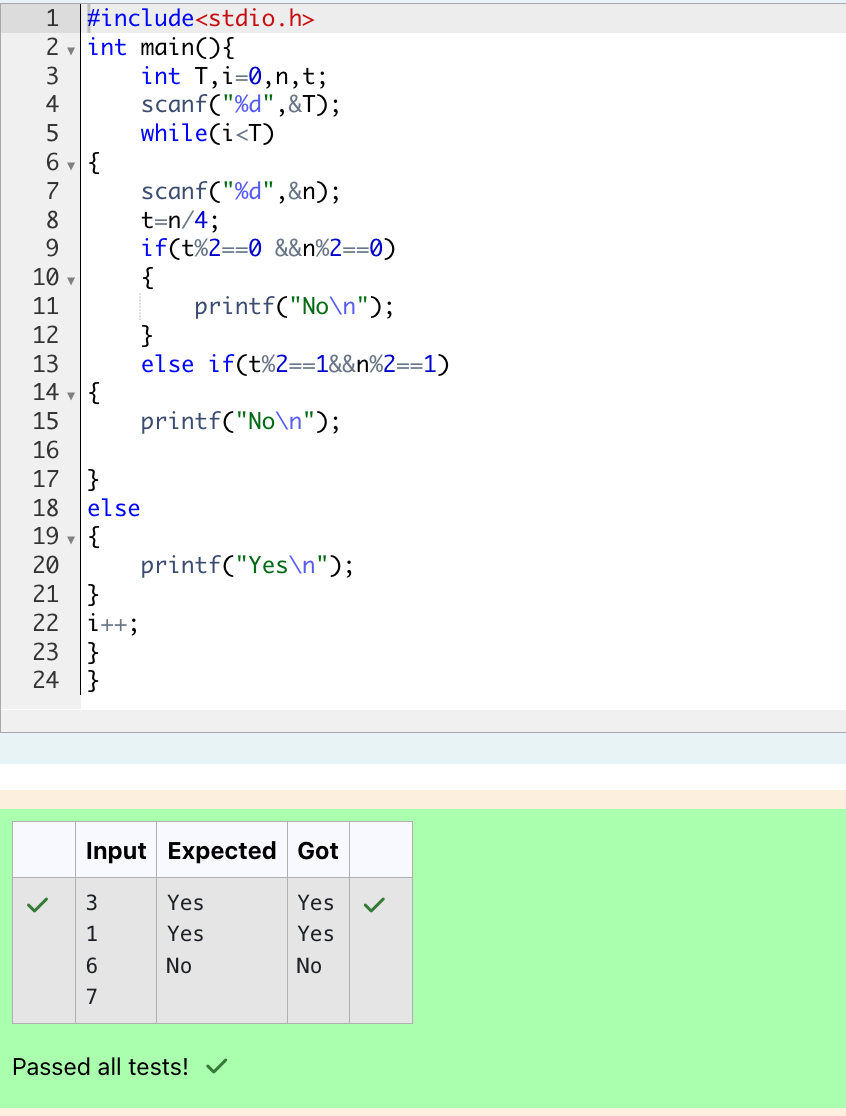 1 #include<stdio.h>
2 int main(){
3     int T,i=0,n,t;
4     scanf("%d",&T);
5     while(i<T)
6 {
7     scanf("%d",&n);
8     t=n/4;
9     if(t%2==0 &&n%2==0)
10     {
11         printf("No\n");
12     }
13     else if(t%2==1&&n%2==1)
14 {
15     printf("No\n");
16
17 }
18 else
19 {
20     printf("Yes\n");
21 }
22 i++;
23 }
24 }
Input Expected Got
3 Yes Yes
1 Yes Yes
6 No No
7
Passed all tests!